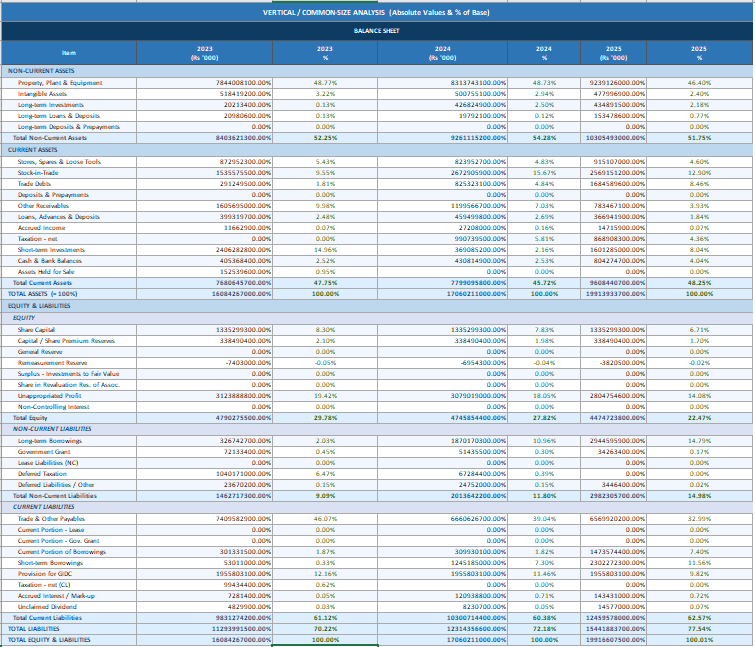 VERTICAL / COMMON-SIZE ANALYSIS (Absolute Values & % of Base)
BALANCE SHEET
Item 2023 (Rs '000) 2023 % 2024 (Rs '000) 2024 % 2025 (Rs '000) 2025 %
NON-CURRENT ASSETS
Property, Plant & Equipment 7844008100.00% 48.77% 8313743100.00% 48.73% 9239126000.00% 46.40%
Intangible Assets 518419200.00% 3.22% 500755100.00% 2.94% 477996900.00% 2.40%
Long-term Investments 20213400.00% 0.13% 426824900.00% 2.50% 434891500.00% 2.18%
Long-term Loans & Deposits 20980600.00% 0.13% 19792100.00% 0.12% 153478600.00% 0.77%
Long-term Deposits & Prepayments 0.00% 0.00% 0.00% 0.00% 0.00% 0.00%
Total Non-Current Assets 8403621300.00% 52.25% 9261115200.00% 54.28% 10305493000.00% 51.75%
CURRENT ASSETS
Stores, Spares & Loose Tools 872952300.00% 5.43% 823952700.00% 4.83% 915107000.00% 4.60%
Stock-in-Trade 1535575500.00% 9.55% 2672905900.00% 15.67% 2569151200.00% 12.90%
Trade Debts 291249500.00% 1.81% 825323100.00% 4.84% 1684589600.00% 8.46%
Deposits & Prepayments 0.00% 0.00% 0.00% 0.00% 0.00% 0.00%
Other Receivables 1605695000.00% 9.98% 1199566700.00% 7.03% 783467100.00% 3.93%
Loans, Advances & Deposits 399319700.00% 2.48% 459499800.00% 2.69% 366941900.00% 1.84%
Accrued Income 11662900.00% 0.07% 27208000.00% 0.16% 14715900.00% 0.07%
Taxation - net 0.00% 0.00% 990739500.00% 5.81% 868908300.00% 4.36%
Short-term Investments 2406282800.00% 14.96% 369085200.00% 2.16% 1601285000.00% 8.04%
Cash & Bank Balances 405368400.00% 2.52% 430814900.00% 2.53% 804274700.00% 4.04%
Assets Held for Sale 152539600.00% 0.95% 0.00% 0.00% 0.00% 0.00%
Total Current Assets 7680645700.00% 47.75% 7799095800.00% 45.72% 9608440700.00% 48.25%
TOTAL ASSETS (= 100%) 16084267000.00% 100.00% 17060211000.00% 100.00% 19913933700.00% 100.00%
EQUITY & LIABILITIES
EQUITY
Share Capital 1335299300.00% 8.30% 1335299300.00% 7.83% 1335299300.00% 6.71%
Capital / Share Premium Reserves 338490400.00% 2.10% 338490400.00% 1.98% 338490400.00% 1.70%
General Reserve 0.00% 0.00% 0.00% 0.00% 0.00% 0.00%
Remeasurement Reserve -7403000.00% -0.05% -6954300.00% -0.04% -3820500.00% -0.02%
Surplus - Investments to Fair Value 0.00% 0.00% 0.00% 0.00% 0.00% 0.00%
Share in Revaluation Res. of Assoc. 0.00% 0.00% 0.00% 0.00% 0.00% 0.00%
Unappropriated Profit 3123888800.00% 19.42% 3079019000.00% 18.05% 2804754600.00% 14.08%
Non-Controlling Interest 0.00% 0.00% 0.00% 0.00% 0.00% 0.00%
Total Equity 4790275500.00% 29.78% 4745854400.00% 27.82% 4474723800.00% 22.47%
NON-CURRENT LIABILITIES
Long-term Borrowings 326742700.00% 2.03% 1870170300.00% 10.96% 2944595900.00% 14.79%
Government Grant 72133400.00% 0.45% 51435500.00% 0.30% 34263400.00% 0.17%
Lease Liabilities (NC) 0.00% 0.00% 0.00% 0.00% 0.00% 0.00%
Deferred Taxation 1040171000.00% 6.47% 67284400.00% 0.39% 0.00% 0.00%
Deferred Liabilities / Other 23670200.00% 0.15% 24752000.00% 0.15% 3446400.00% 0.02%
Total Non-Current Liabilities 1462717300.00% 9.09% 2013642200.00% 11.80% 2982305700.00% 14.98%
CURRENT LIABILITIES
Trade & Other Payables 7409582900.00% 46.07% 6660626700.00% 39.04% 6569920200.00% 32.99%
Current Portion - Lease 0.00% 0.00% 0.00% 0.00% 0.00% 0.00%
Current Portion - Gov. Grant 0.00% 0.00% 0.00% 0.00% 0.00% 0.00%
Current Portion of Borrowings 301331500.00% 1.87% 309930100.00% 1.82% 1473574400.00% 7.40%
Short-term Borrowings 53011000.00% 0.33% 1245185000.00% 7.30% 2302272300.00% 11.56%
Provision for GIDC 1955803100.00% 12.16% 1955803100.00% 11.46% 1955803100.00% 9.82%
Taxation - net (CL) 99434400.00% 0.62% 0.00% 0.00% 0.00% 0.00%
Accrued Interest / Mark-up 7281400.00% 0.05% 120938800.00% 0.71% 143431000.00% 0.72%
Unclaimed Dividend 4829900.00% 0.03% 8230700.00% 0.05% 14577000.00% 0.07%
Total Current Liabilities 9831274200.00% 61.12% 10300714400.00% 60.38% 12459578000.00% 62.57%
TOTAL LIABILITIES 11293991500.00% 70.22% 12314356600.00% 72.18% 15441883700.00% 77.54%
TOTAL EQUITY & LIABILITIES 16084267000.00% 100.00% 17060211000.00% 100.00% 19916607500.00% 100.01%